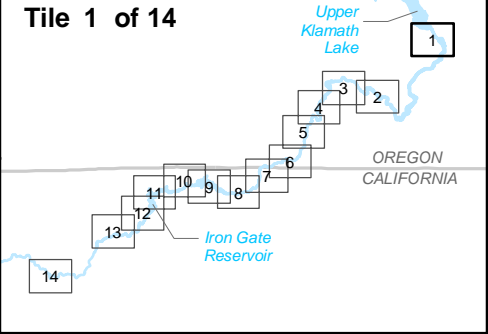 Tile 1 of 14
Upper
Klamath
Lake
1
2
3
4
5
6
7
8
9
10
11
12
13
14
OREGON
CALIFORNIA
Iron Gate
Reservoir